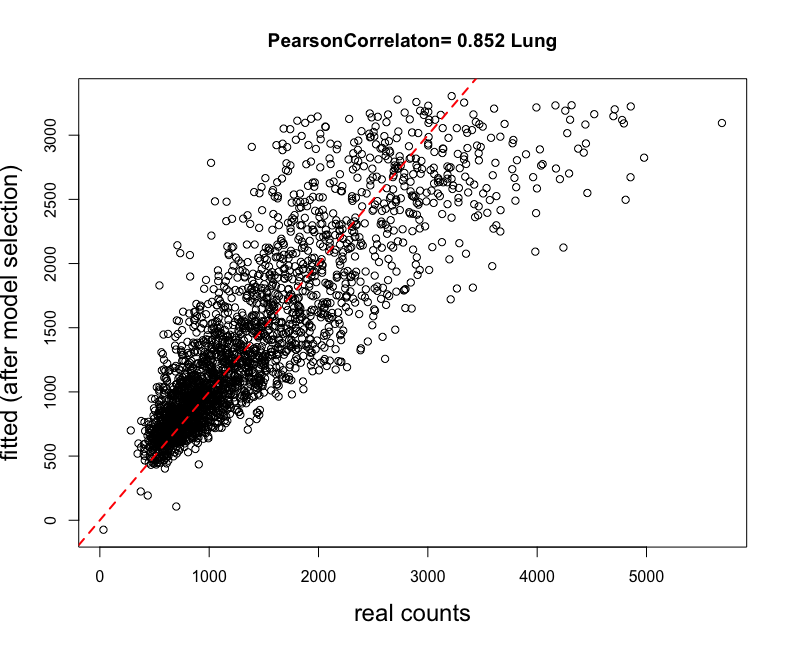 PearsonCorrelaton= 0.852 Lung
fitted (after model selection)
3000
2500
2000
1500
1000
500
0
0 1000 2000 3000 4000 5000
real counts